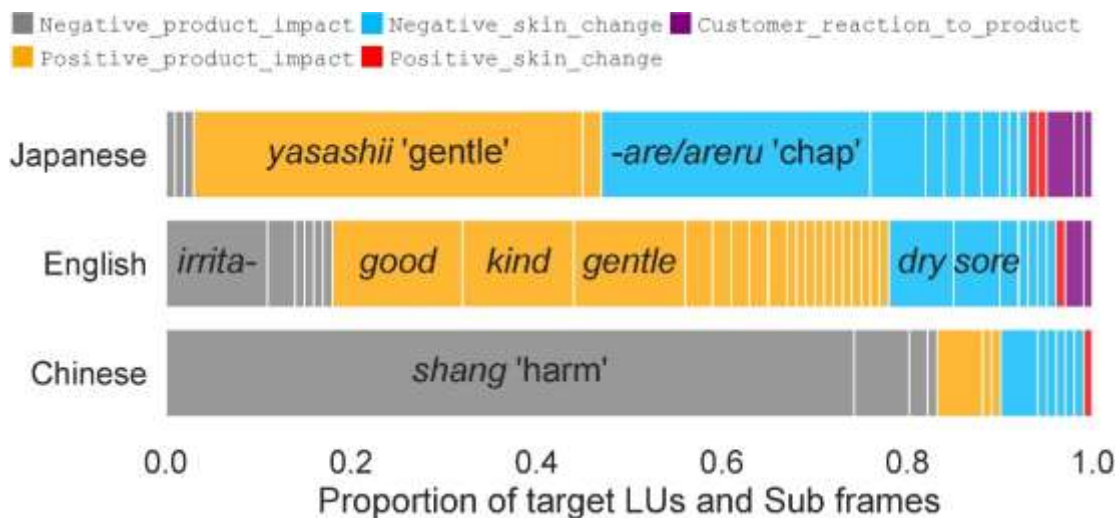 Negative_product_impact Negative_skin_change Customer_reaction_to_product
Positive_product_impact Positive_skin_change
Japanese yasashii 'gentle' -are/areru 'chap'
English irrita- good kind gentle dry sore
Chinese shang 'harm'
0.0 0.2 0.4 0.6 0.8 1.0
Proportion of target LUs and Sub frames